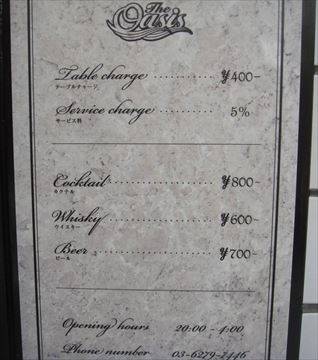 The
Oasis
Table charge ¥400~
テーブルチャージ
Service charge 5%
サービス料
Cocktail ¥800~
カクテル
Whisky ¥600~
ウイスキー
Beer ¥700~
ビール
Opening hours 20:00 - 4:00
Phone number 03-6279-1446